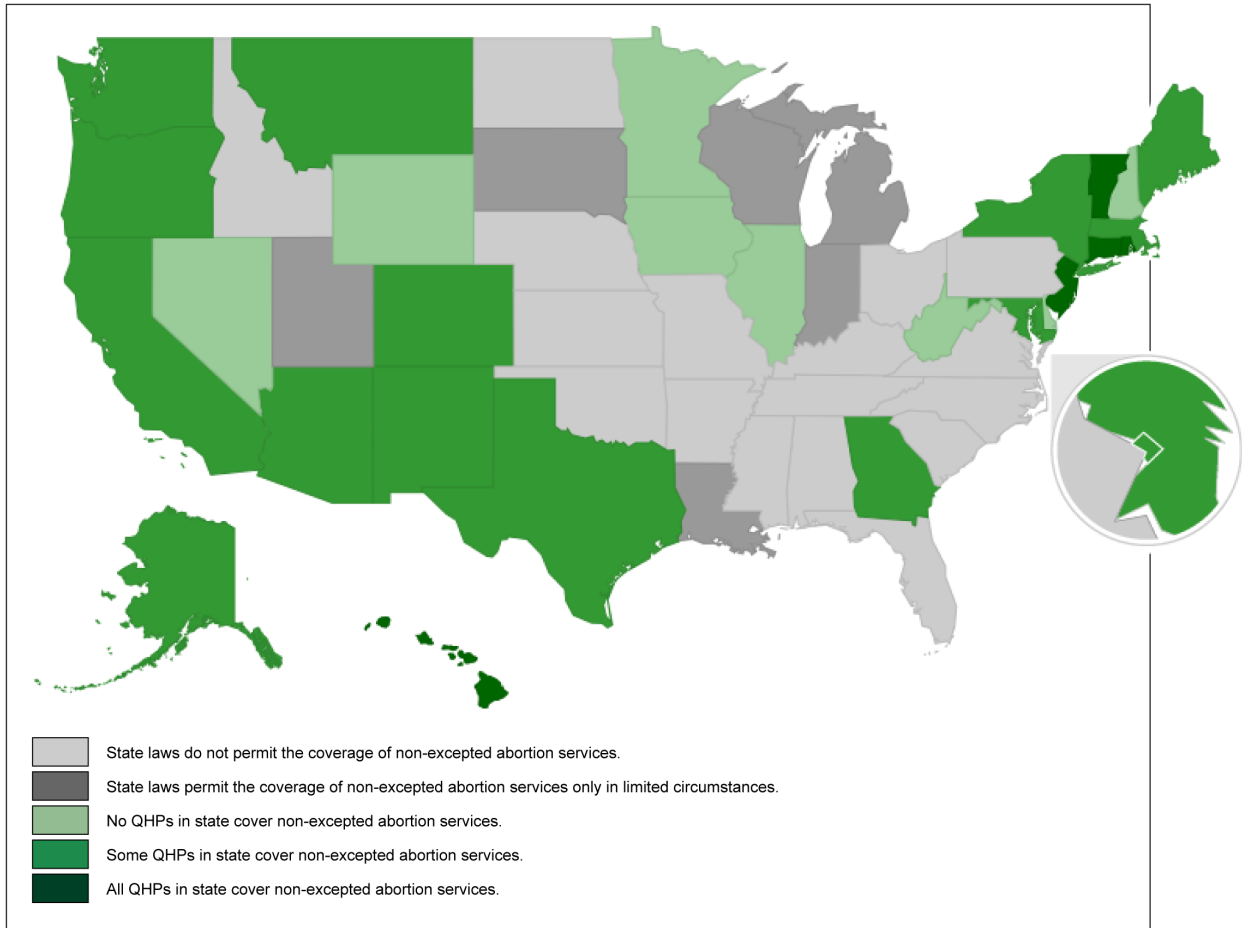 State laws do not permit the coverage of non-excepted abortion services.
State laws permit the coverage of non-excepted abortion services only in limited circumstances.
No QHPs in state cover non-excepted abortion services.
Some QHPs in state cover non-excepted abortion services.
All QHPs in state cover non-excepted abortion services.